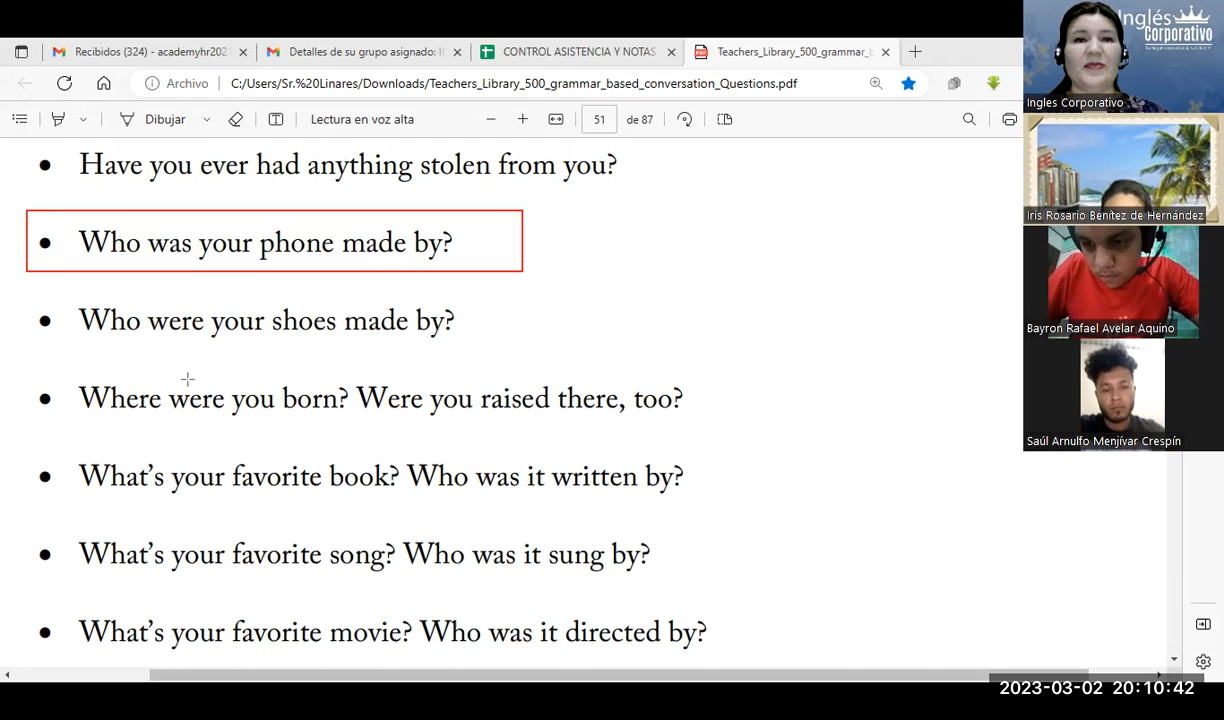 Recibidos (324) - academyhr202
Detalles de su grupo asignado: I
CONTROL ASISTENCIA Y NOTAS
Teachers_Library_500_grammar_b
Archivo
C:/Users/Sr.%20Linares/Downloads/Teachers_Library_500_grammar_based_conversation_Questions.pdf
Dibujar
Lectura en voz alta
51 de 87
• Have you ever had anything stolen from you?
• Who was your phone made by?
• Who were your shoes made by?
• Where were you born? Were you raised there, too?
• What's your favorite book? Who was it written by?
• What's your favorite song? Who was it sung by?
• What's your favorite movie? Who was it directed by?
Inglés
Corporativo
Ingles Corporativo
Iris Rosario Benítez de Hernández
Bayron Rafael Avelar Aquino
Saúl Arnulfo Menjívar Crespín
2023-03-02 20:10:42